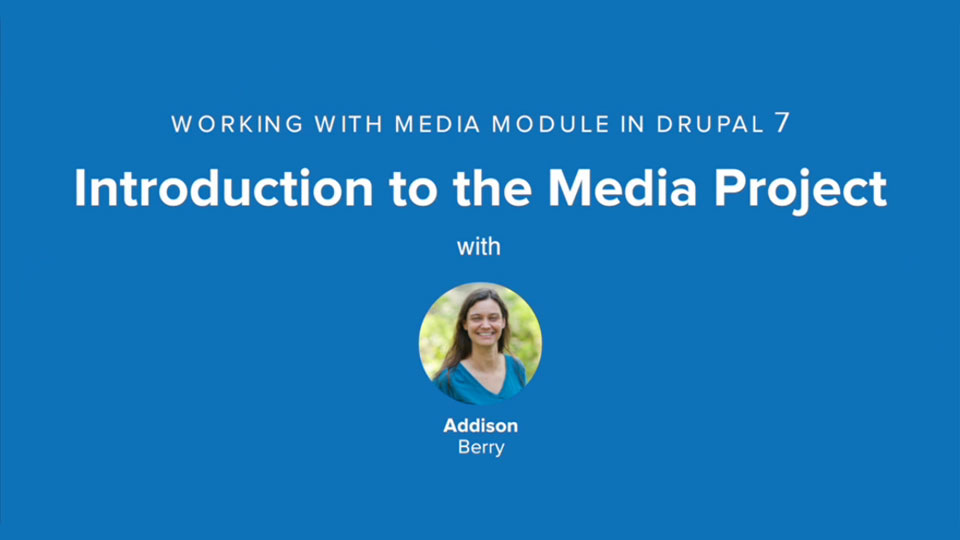 WORKING WITH MEDIA MODULE IN DRUPAL 7
Introduction to the Media Project
with
Addison
Berry